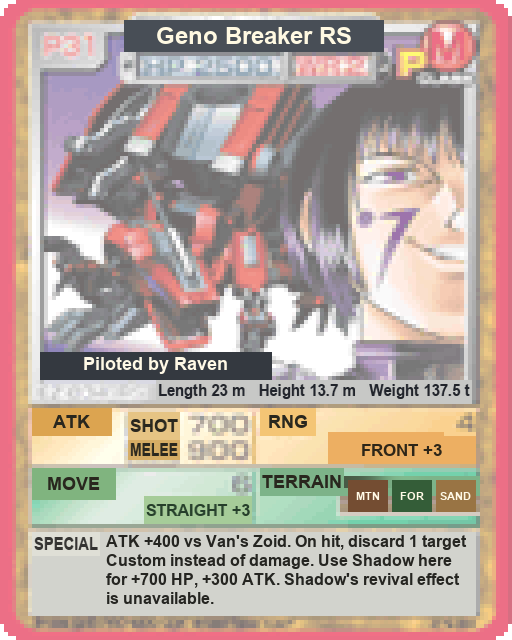 Geno Breaker RS
P31
P M
Piloted by Raven
Length 23 m Height 13.7 m Weight 137.5 t
ATK SHOT 700 RNG 4
MELEE 900 FRONT +3
MOVE 6 TERRAIN MTN FOR SAND
STRAIGHT +3
SPECIAL ATK +400 vs Van's Zoid. On hit, discard 1 target
Custom instead of damage. Use Shadow here
for +700 HP, +300 ATK. Shadow's revival effect
is unavailable.